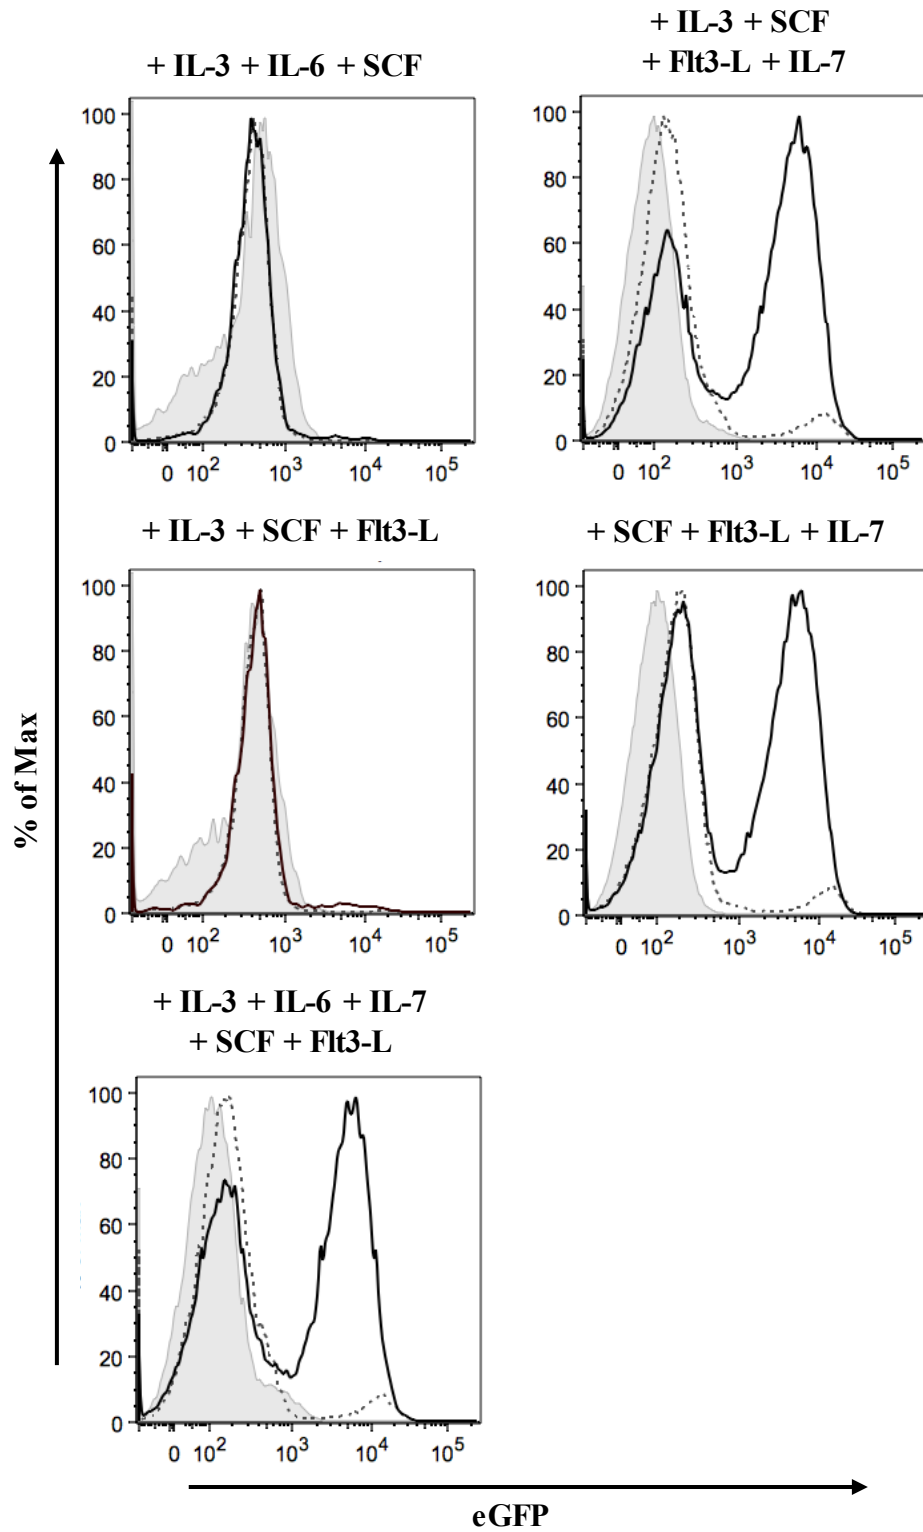 + IL-3 + IL-6 + SCF
+ IL-3 + SCF
+ Flt3-L + IL-7
100
80
60
40
20
0
0 10² 10³ 10⁴ 10⁵
100
80
60
40
20
0
0 10² 10³ 10⁴ 10⁵
+ IL-3 + SCF + Flt3-L
+ SCF + Flt3-L + IL-7
100
80
60
40
20
0
0 10² 10³ 10⁴ 10⁵
100
80
60
40
20
0
0 10² 10³ 10⁴ 10⁵
% of Max
+ IL-3 + IL-6 + IL-7
+ SCF + Flt3-L
100
80
60
40
20
0
0 10² 10³ 10⁴ 10⁵
eGFP